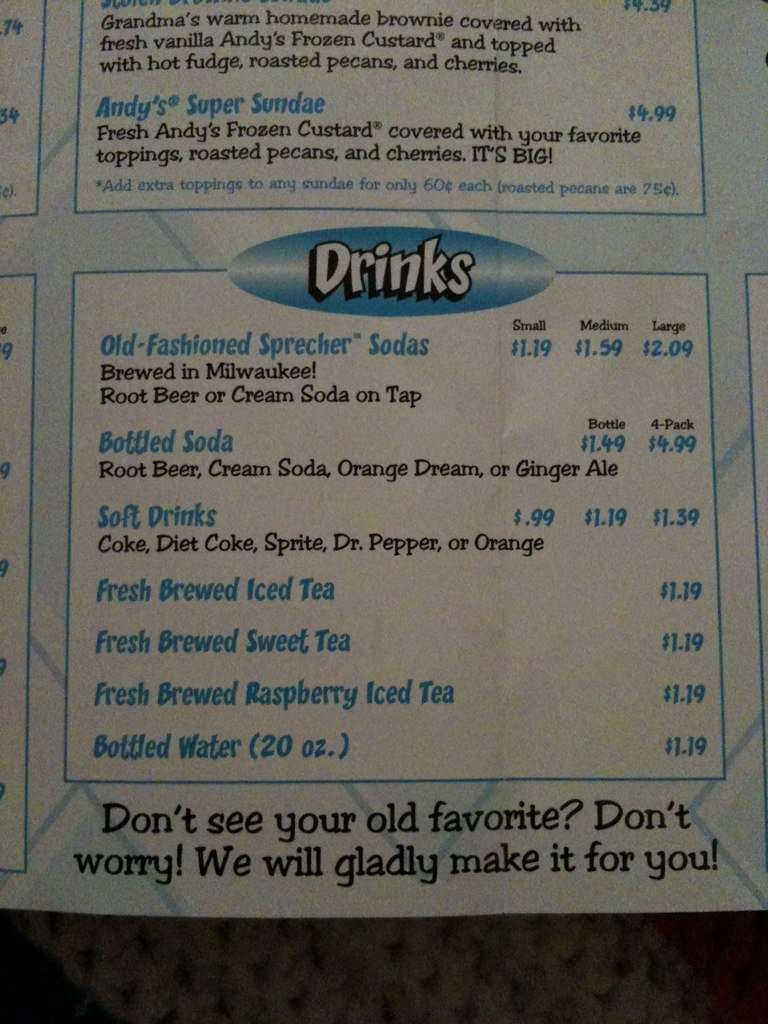 $4.59
Grandma's warm homemade brownie covered with
fresh vanilla Andy's Frozen Custard® and topped
with hot fudge, roasted pecans, and cherries.
Andy's® Super Sundae $4.99
Fresh Andy's Frozen Custard® covered with your favorite
toppings, roasted pecans, and cherries. IT'S BIG!
*Add extra toppings to any sundae for only 60¢ each (roasted pecans are 75¢).
Drinks
Small Medium Large
Old-Fashioned Sprecher™ Sodas $1.19 $1.59 $2.09
Brewed in Milwaukee!
Root Beer or Cream Soda on Tap
Bottle 4-Pack
Bottled Soda $1.49 $4.99
Root Beer, Cream Soda, Orange Dream, or Ginger Ale
Soft Drinks $.99 $1.19 $1.39
Coke, Diet Coke, Sprite, Dr. Pepper, or Orange
Fresh Brewed Iced Tea $1.19
Fresh Brewed Sweet Tea $1.19
Fresh Brewed Raspberry Iced Tea $1.19
Bottled Water (20 oz.) $1.19
Don't see your old favorite? Don't
worry! We will gladly make it for you!